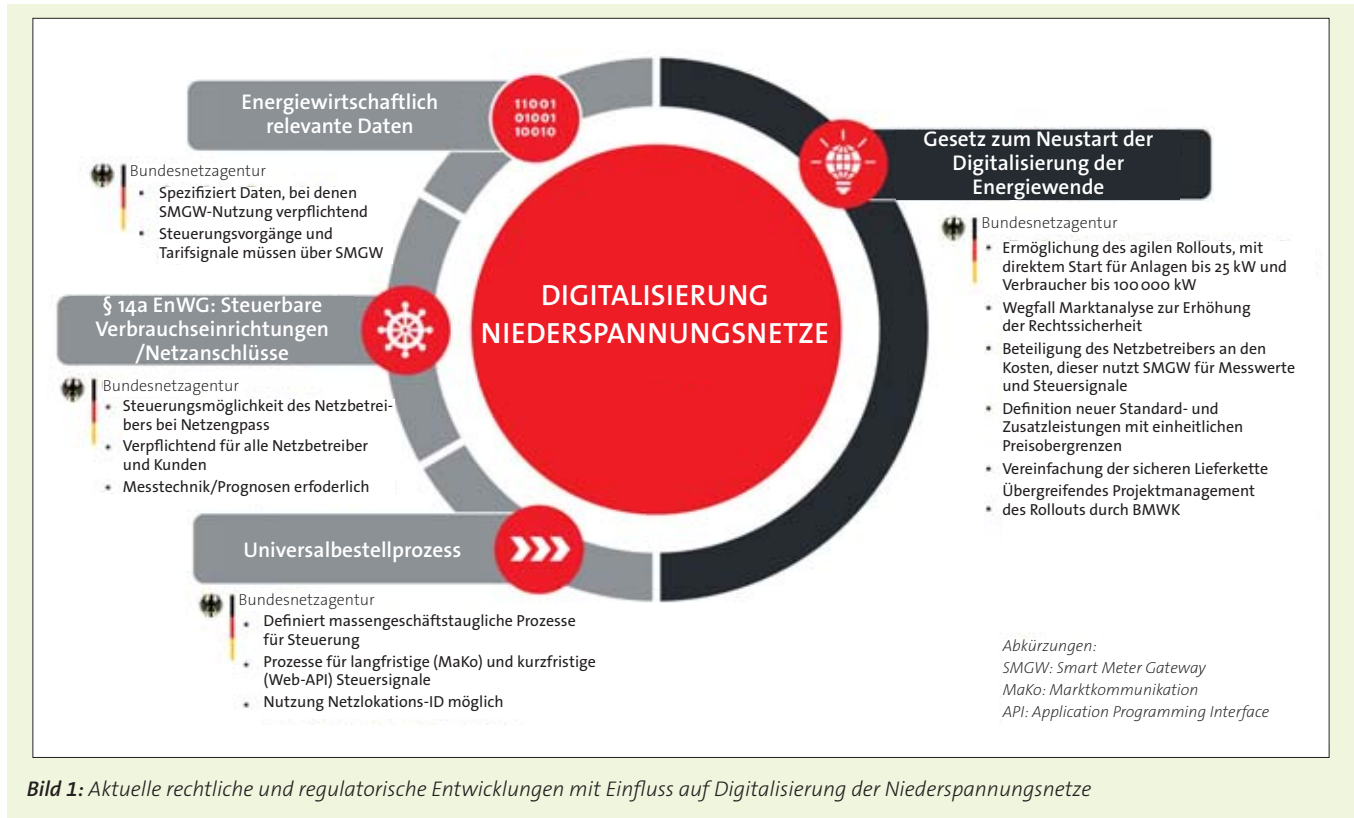 Energiewirtschaftlich
relevante Daten
11001
01001
10010
Bundesnetzagentur
• Spezifiziert Daten, bei denen
SMGW-Nutzung verpflichtend
• Steuerungsvorgänge und
Tarifsignale müssen über SMGW
§ 14a EnWG: Steuerbare
Verbrauchseinrichtungen
/Netzanschlüsse
Bundesnetzagentur
• Steuerungsmöglichkeit des Netzbetrei-
bers bei Netzengpass
• Verpflichtend für alle Netzbetreiber
und Kunden
• Messtechnik/Prognosen erfoderlich
Universalbestellprozess
Bundesnetzagentur
• Definiert massengeschäftstaugliche Prozesse
für Steuerung
• Prozesse für langfristige (MaKo) und kurzfristige
(Web-API) Steuersignale
• Nutzung Netzlokations-ID möglich
DIGITALISIERUNG
NIEDERSPANNUNGSNETZE
Gesetz zum Neustart der
Digitalisierung der
Energiewende
Bundesnetzagentur
• Ermöglichung des agilen Rollouts, mit
direktem Start für Anlagen bis 25 kW und
Verbraucher bis 100 000 kW
• Wegfall Marktanalyse zur Erhöhung
der Rechtssicherheit
• Beteiligung des Netzbetreibers an den
Kosten, dieser nutzt SMGW für Messwerte
und Steuersignale
• Definition neuer Standard- und
Zusatzleistungen mit einheitlichen
Preisobergrenzen
• Vereinfachung der sicheren Lieferkette
Übergreifendes Projektmanagement
• des Rollouts durch BMWK
Abkürzungen:
SMGW: Smart Meter Gateway
MaKo: Marktkommunikation
API: Application Programming Interface
Bild 1: Aktuelle rechtliche und regulatorische Entwicklungen mit Einfluss auf Digitalisierung der Niederspannungsnetze